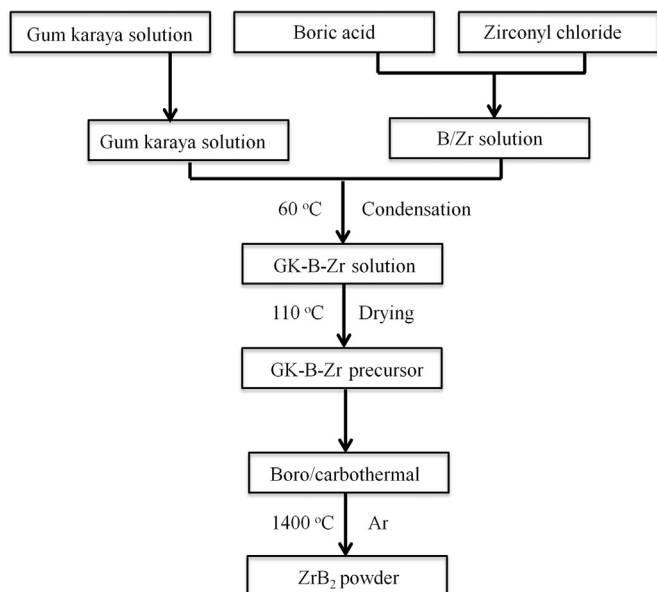 Gum karaya solution
Boric acid
Zirconyl chloride
Gum karaya solution
B/Zr solution
60 °C Condensation
GK-B-Zr solution
110 °C Drying
GK-B-Zr precursor
Boro/carbothermal
1400 °C Ar
ZrB₂ powder